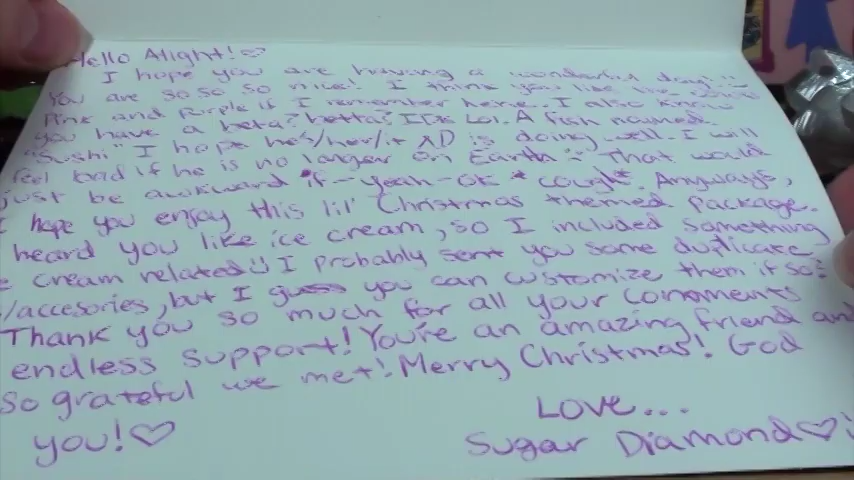 Hello Alight! ♡
I hope you are having a wonderful day!
You are so so so nice! I think you like the
Pink and Purple if I remember here.. I also know
you have a beta? betta? IDK LOL. A fish named
"Sushi" I hope he's/her/it XD is doing well. I will
feel bad if he is no longer on Earth That would
just be awkward if-yeah-ok *cough*. Anyways,
I hope you enjoy this lil' Christmas themed package.
heard you like ice cream, so I included something
e cream related I probably sent you some duplicate
/accesories, but I guess you can customize them if so
Thank you so much for all your comments
endless support! You're an amazing friend and
So grateful we met! Merry Christmas! God
you! ♡
Love...
Sugar Diamond ♡